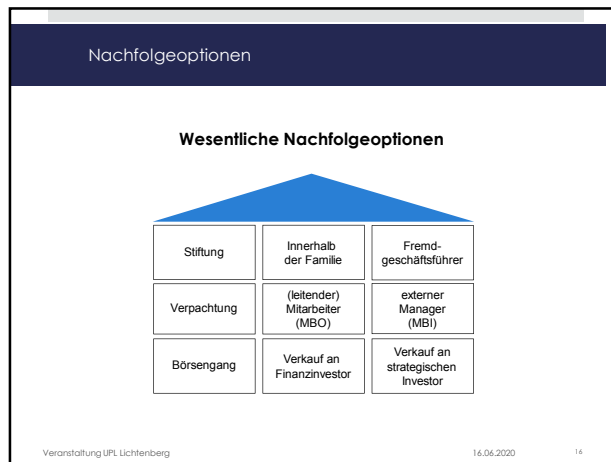 Nachfolgeoptionen
Wesentliche Nachfolgeoptionen
Stiftung
Innerhalb
der Familie
Fremd-
geschäftsführer
Verpachtung
(leitender)
Mitarbeiter
(MBO)
externer
Manager
(MBI)
Börsengang
Verkauf an
Finanzinvestor
Verkauf an
strategischen
Investor
Veranstaltung UPL Lichtenberg
16.06.2020
16